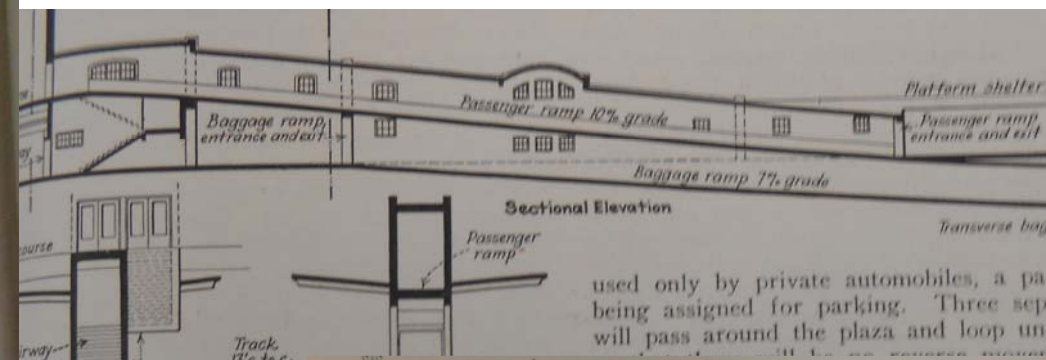 Platform shelter
Passenger ramp 10% grade
Baggage ramp,
entrance and exit
Passenger ramp
entrance and exit
Baggage ramp 7% grade
Sectional Elevation
Transverse bag
course
Passenger
ramp
used only by private automobiles, a pa
being assigned for parking. Three sep
will pass around the plaza and loop un
Track